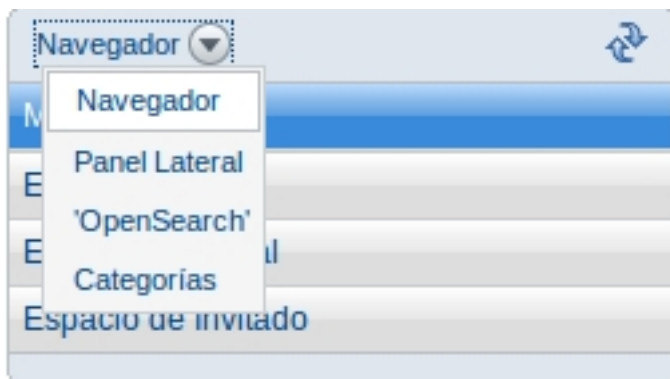 Navegador
Navegador
Panel Lateral
'OpenSearch'
Categorías
Espacio de Invitado